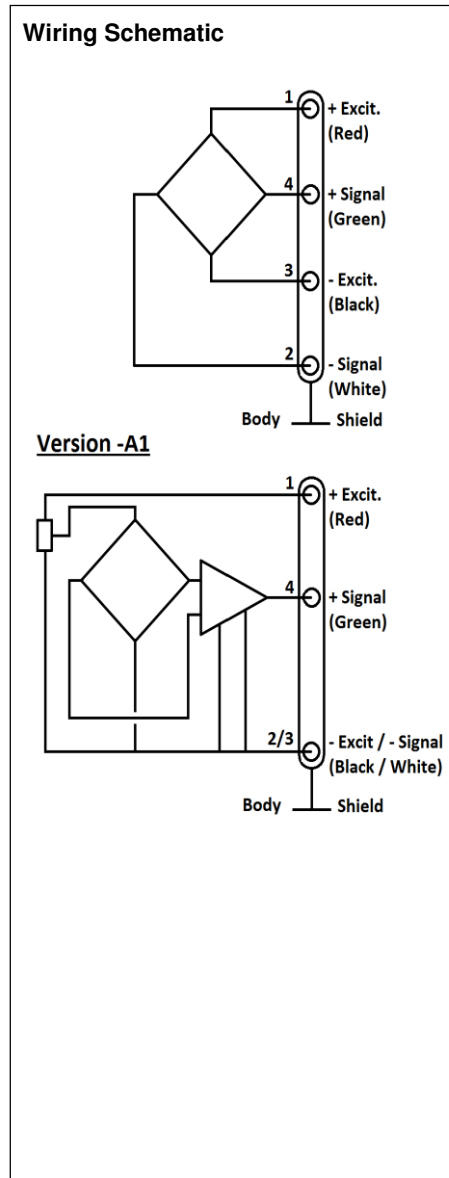 Wiring Schematic
1
+ Excit.
(Red)
4
+ Signal
(Green)
3
- Excit.
(Black)
2
- Signal
(White)
Body
Shield
Version -A1
1
+ Excit.
(Red)
4
+ Signal
(Green)
2/3
- Excit / - Signal
(Black / White)
Body
Shield